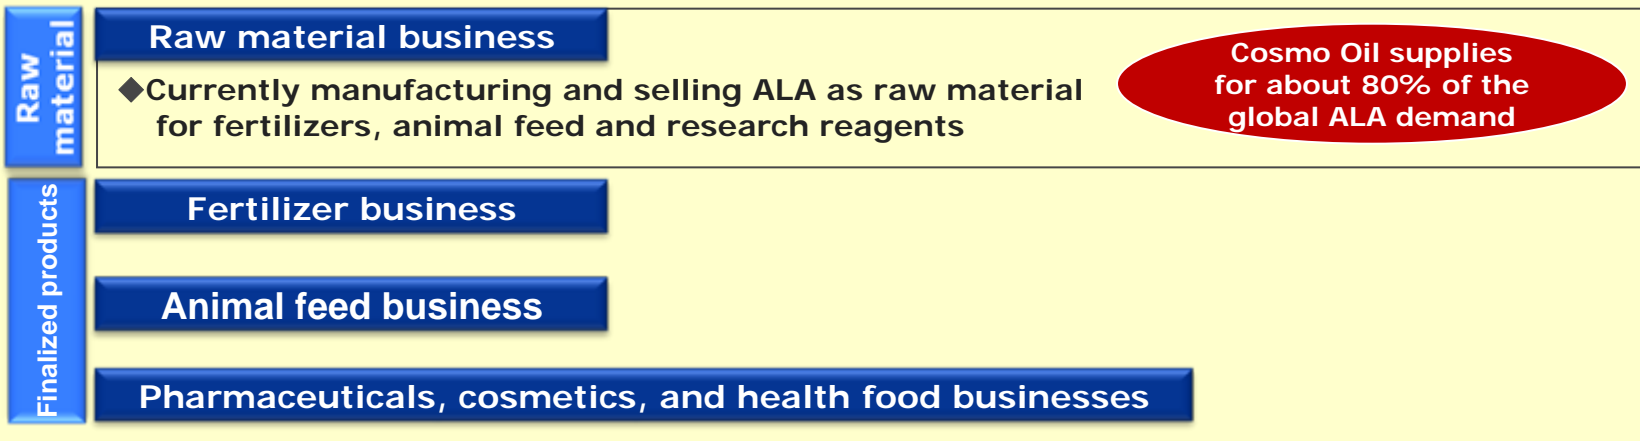 Raw
material
Raw material business
◆Currently manufacturing and selling ALA as raw material
for fertilizers, animal feed and research reagents
Cosmo Oil supplies
for about 80% of the
global ALA demand
Finalized products
Fertilizer business
Animal feed business
Pharmaceuticals, cosmetics, and health food businesses